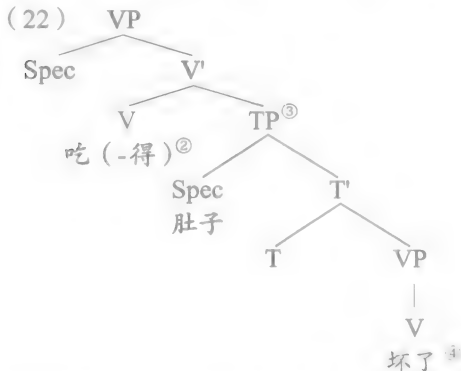 (22) VP
Spec V'
V TP③
吃(-得)②
Spec T'
肚子
T VP
V
坏了④